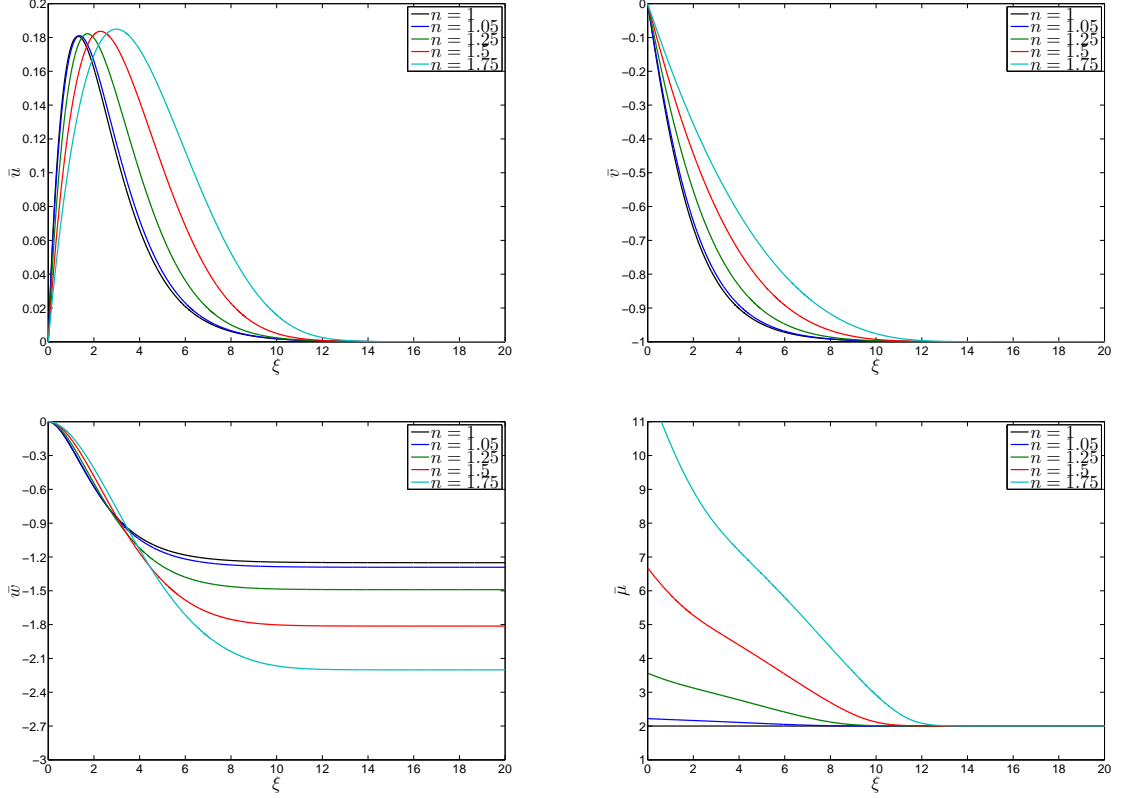 0.2
0.18
0.16
0.14
0.12
0.1
0.08
0.06
0.04
0.02
0
0 2 4 6 8 10 12 14 16 18 20
ū
ξ
n = 1
n = 1.05
n = 1.25
n = 1.5
n = 1.75
0
−0.1
−0.2
−0.3
−0.4
−0.5
−0.6
−0.7
−0.8
−0.9
−1
0 2 4 6 8 10 12 14 16 18 20
v̄
ξ
n = 1
n = 1.05
n = 1.25
n = 1.5
n = 1.75
0
−0.3
−0.6
−0.9
−1.2
−1.5
−1.8
−2.1
−2.4
−2.7
−3
0 2 4 6 8 10 12 14 16 18 20
w̄
ξ
n = 1
n = 1.05
n = 1.25
n = 1.5
n = 1.75
11
10
9
8
7
6
5
4
3
2
1
0 2 4 6 8 10 12 14 16 18 20
μ̄
ξ
n = 1
n = 1.05
n = 1.25
n = 1.5
n = 1.75